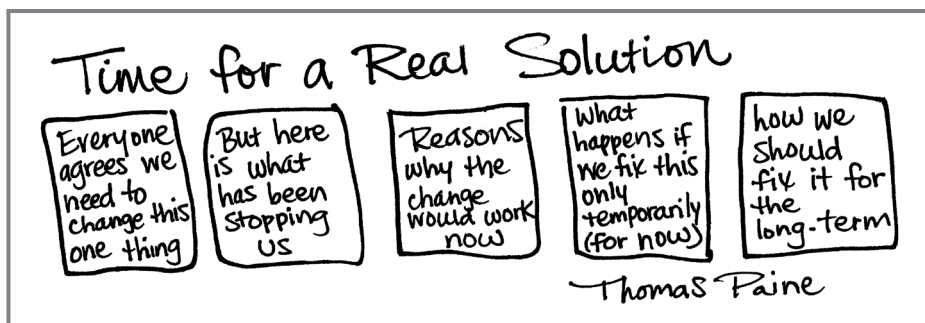 Time for a Real Solution
Everyone
agrees we
need to
change this
one thing
But here
is what
has been
stopping
us
Reasons
why the
change
would work
now
What
happens if
we fix this
only
temporarily
(for now)
how we
should
fix it for
the
long-term
Thomas Paine